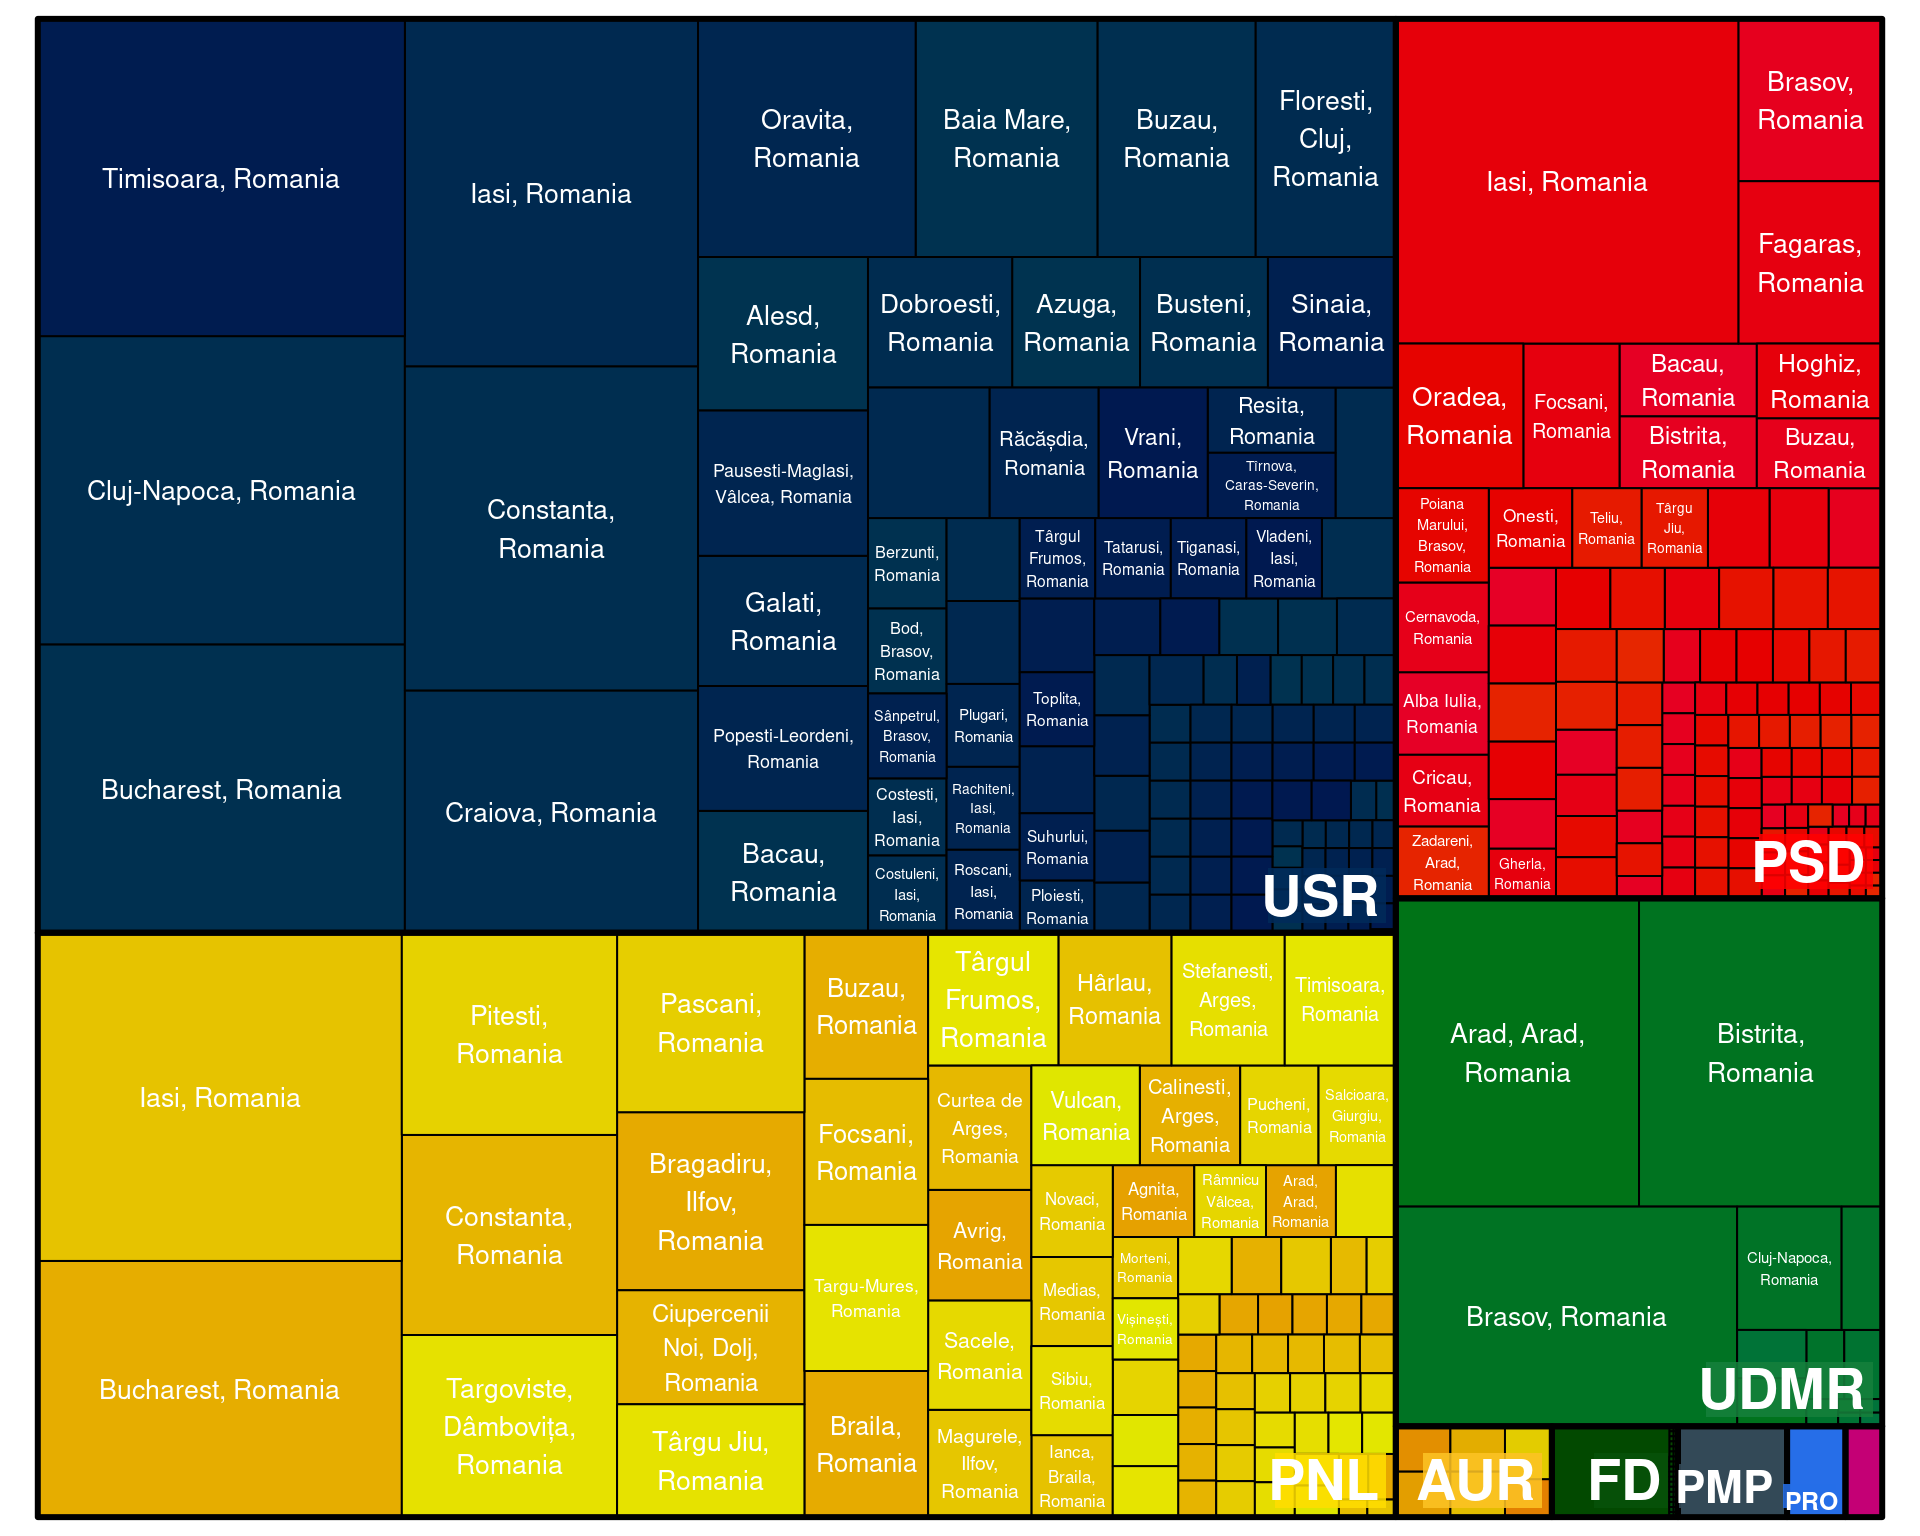 Timisoara, Romania
Cluj-Napoca, Romania
Bucharest, Romania
Iasi, Romania
Constanta,
Romania
Craiova, Romania
Oravita,
Romania
Baia Mare,
Romania
Buzau,
Romania
Floresti,
Cluj,
Romania
Alesd,
Romania
Dobroesti,
Romania
Azuga,
Romania
Busteni,
Romania
Sinaia,
Romania
Pausesti-Maglasi,
Vâlcea, Romania
Galati,
Romania
Popesti-Leordeni,
Romania
Bacau,
Romania
Răcășdia,
Romania
Vrani,
Romania
Resita,
Romania
Tîrnova,
Caras-Severin,
Romania
Berzunti,
Romania
Bod,
Brasov,
Romania
Sânpetrul,
Brasov,
Romania
Costesti,
Iasi,
Romania
Costuleni,
Iasi,
Romania
Plugari,
Romania
Rachiteni,
Iasi,
Romania
Roscani,
Iasi,
Romania
Târgul
Frumos,
Romania
Tatarusi,
Romania
Tiganasi,
Romania
Vladeni,
Iasi,
Romania
Toplita,
Romania
Suhurlui,
Romania
Ploiesti,
Romania
USR
Iasi, Romania
Brasov,
Romania
Fagaras,
Romania
Oradea,
Romania
Focsani,
Romania
Bacau,
Romania
Bistrita,
Romania
Hoghiz,
Romania
Buzau,
Romania
Poiana
Marului,
Brasov,
Romania
Onesti,
Romania
Teliu,
Romania
Târgu
Jiu,
Romania
Cernavoda,
Romania
Alba Iulia,
Romania
Cricau,
Romania
Zadareni,
Arad,
Romania
Gherla,
Romania
PSD
Iasi, Romania
Bucharest, Romania
Pitesti,
Romania
Constanta,
Romania
Targoviste,
Dâmbovița,
Romania
Pascani,
Romania
Bragadiru,
Ilfov,
Romania
Ciupercenii
Noi, Dolj,
Romania
Târgu Jiu,
Romania
Buzau,
Romania
Focsani,
Romania
Targu-Mures,
Romania
Braila,
Romania
Târgul
Frumos,
Romania
Hârlau,
Romania
Stefanesti,
Arges,
Romania
Timisoara,
Romania
Curtea de
Arges,
Romania
Avrig,
Romania
Sacele,
Romania
Magurele,
Ilfov,
Romania
Vulcan,
Romania
Calinesti,
Arges,
Romania
Pucheni,
Romania
Salcioara,
Giurgiu,
Romania
Novaci,
Romania
Medias,
Romania
Sibiu,
Romania
Ianca,
Braila,
Romania
Agnita,
Romania
Râmnicu
Vâlcea,
Romania
Arad,
Arad,
Romania
Morteni,
Romania
Vișinești,
Romania
PNL
Arad, Arad,
Romania
Bistrita,
Romania
Brasov, Romania
Cluj-Napoca,
Romania
UDMR
AUR
FD
PMP
PRO